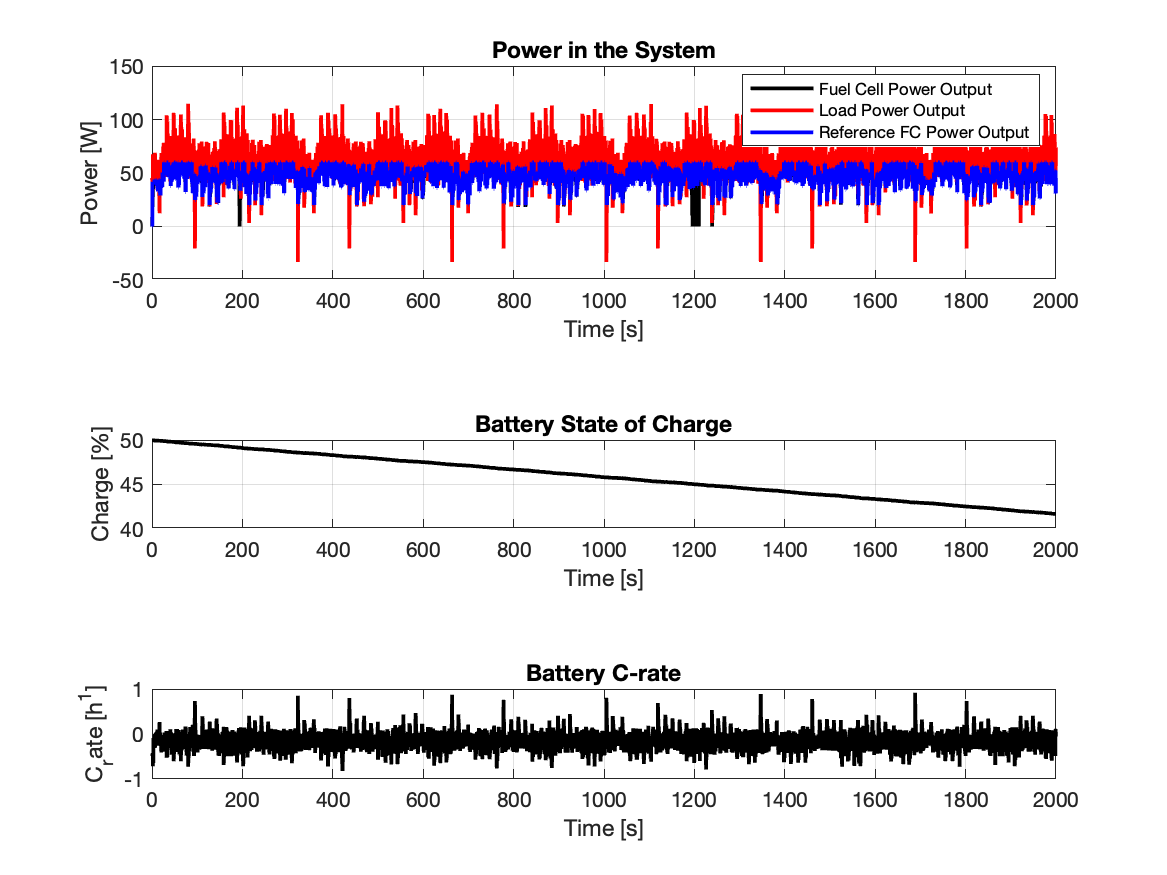 Power in the System
150
100
50
0
-50
Power [W]
Fuel Cell Power Output
Load Power Output
Reference FC Power Output
0 200 400 600 800 1000 1200 1400 1600 1800 2000
Time [s]
Battery State of Charge
50
45
40
Charge [%]
0 200 400 600 800 1000 1200 1400 1600 1800 2000
Time [s]
Battery C-rate
1
0
-1
C_rate [h^1]
0 200 400 600 800 1000 1200 1400 1600 1800 2000
Time [s]